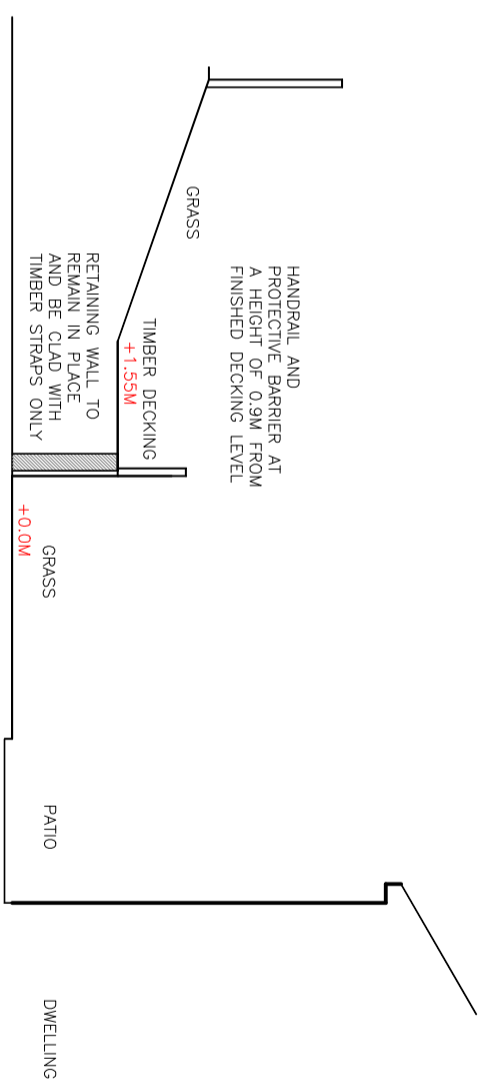 HANDRAIL AND
PROTECTIVE BARRIER AT
A HEIGHT OF 0.9M FROM
FINISHED DECKING LEVEL
GRASS
TIMBER DECKING
+1.55M
RETAINING WALL TO
REMAIN IN PLACE
AND BE CLAD WITH
TIMBER STRAPS ONLY
GRASS
+0.0M
PATIO
DWELLING